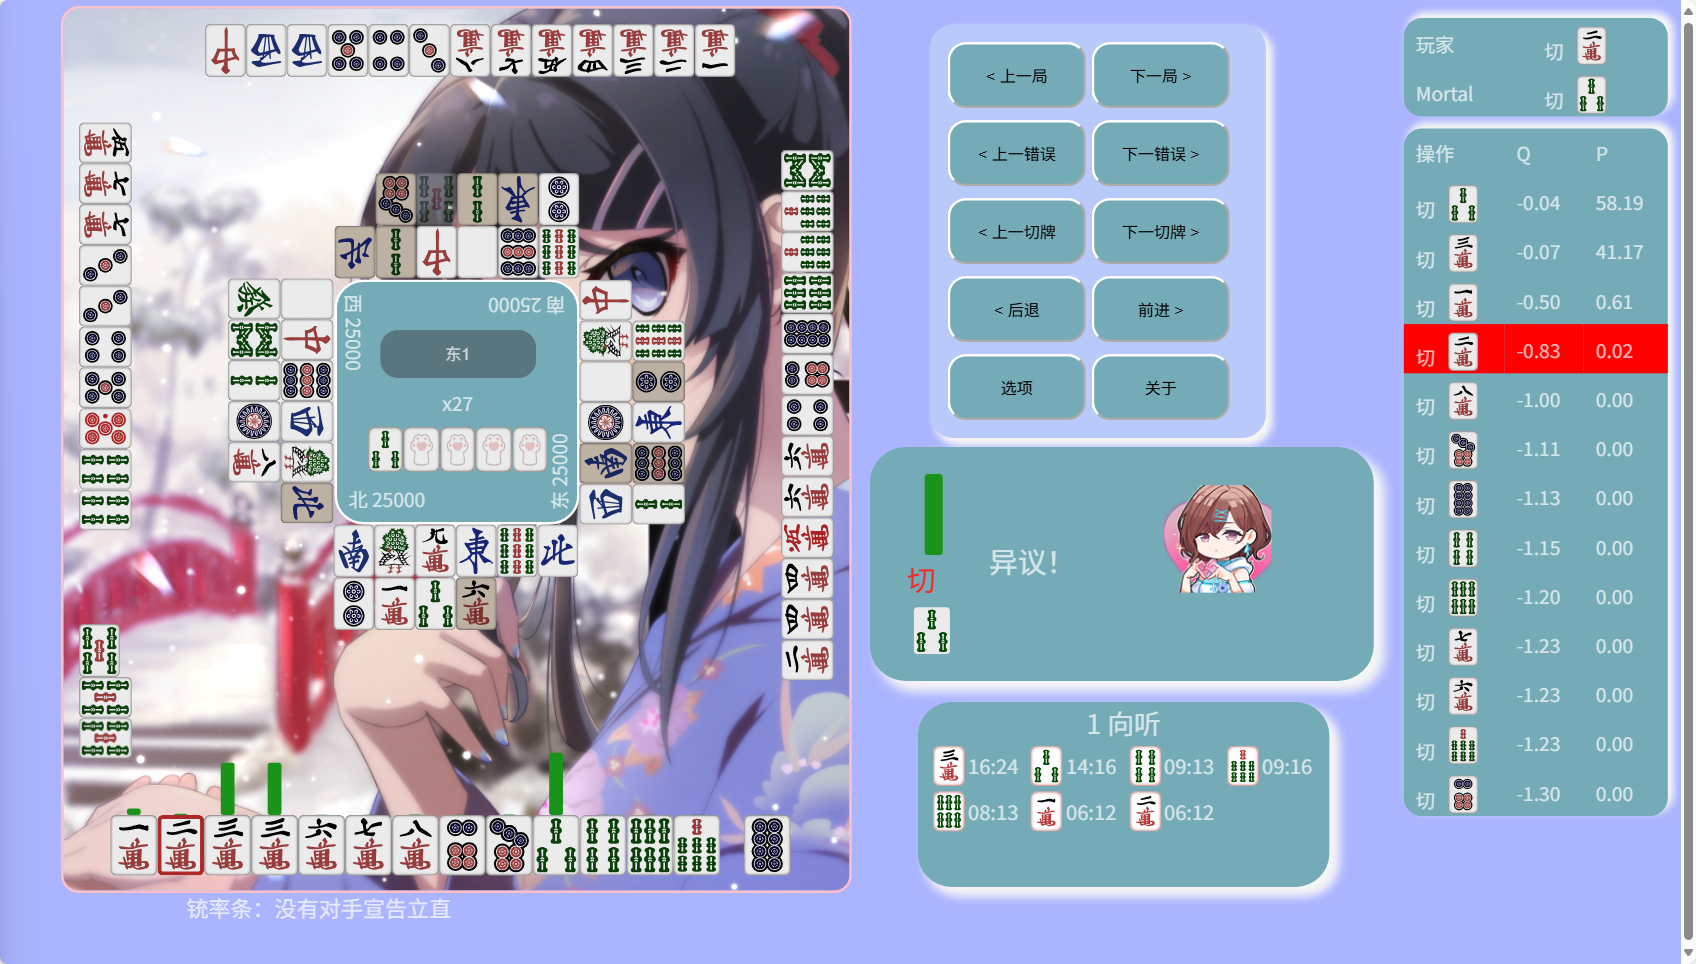 西 25000
南 25000
东1
x27
北 25000
东 25000
铳率条：没有对手宣告立直
< 上一局
下一局 >
< 上一错误
下一错误 >
< 上一切牌
下一切牌 >
< 后退
前进 >
选项
关于
切
异议!
1 向听
16:24
14:16
09:13
09:16
08:13
06:12
06:12
玩家 切
Mortal 切
操作 Q P
切 -0.04 58.19
切 -0.07 41.17
切 -0.50 0.61
切 -0.83 0.02
切 -1.00 0.00
切 -1.11 0.00
切 -1.13 0.00
切 -1.15 0.00
切 -1.20 0.00
切 -1.23 0.00
切 -1.23 0.00
切 -1.23 0.00
切 -1.30 0.00